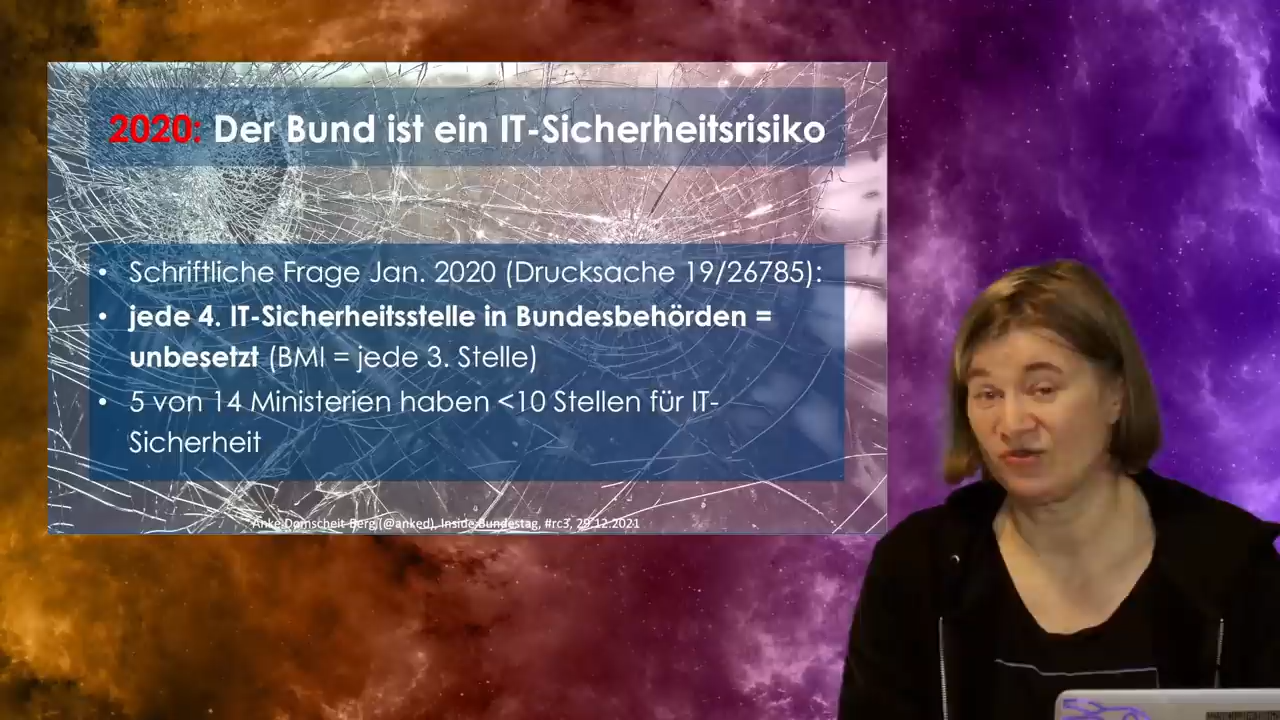 2020: Der Bund ist ein IT-Sicherheitsrisiko
• Schriftliche Frage Jan. 2020 (Drucksache 19/26785):
• jede 4. IT-Sicherheitsstelle in Bundesbehörden =
unbesetzt (BMI = jede 3. Stelle)
• 5 von 14 Ministerien haben <10 Stellen für IT-
Sicherheit
Anke Domscheit-Berg (@anked), Inside Bundestag, #rc3, 29.12.2021